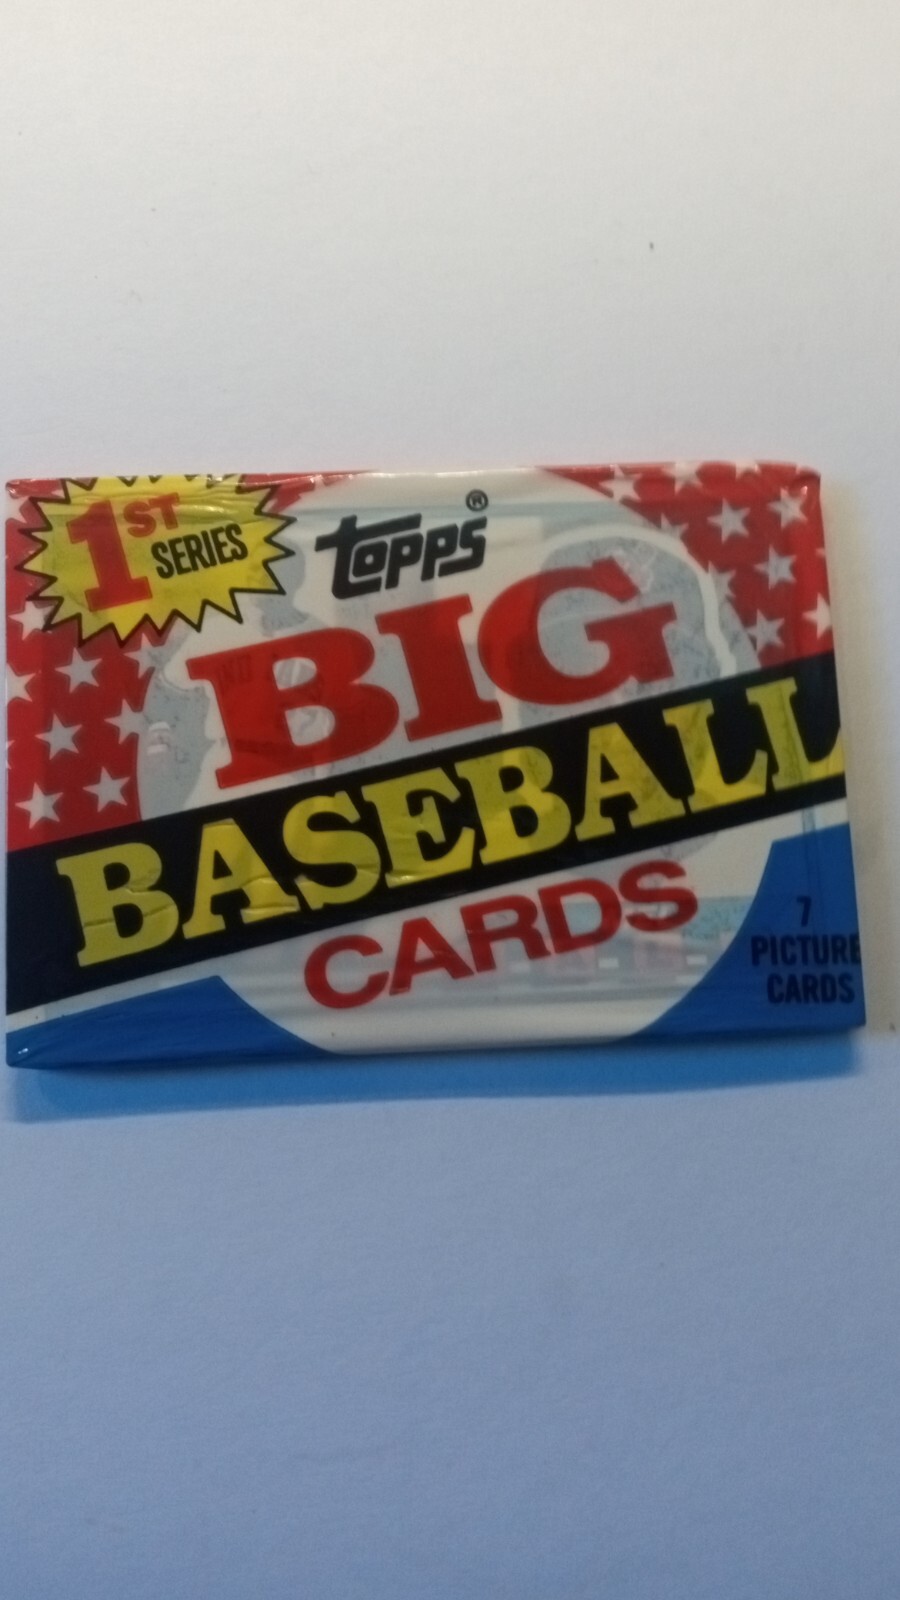 1ST
SERIES
topps®
BIG
BASEBALL
CARDS
7
PICTURE
CARDS